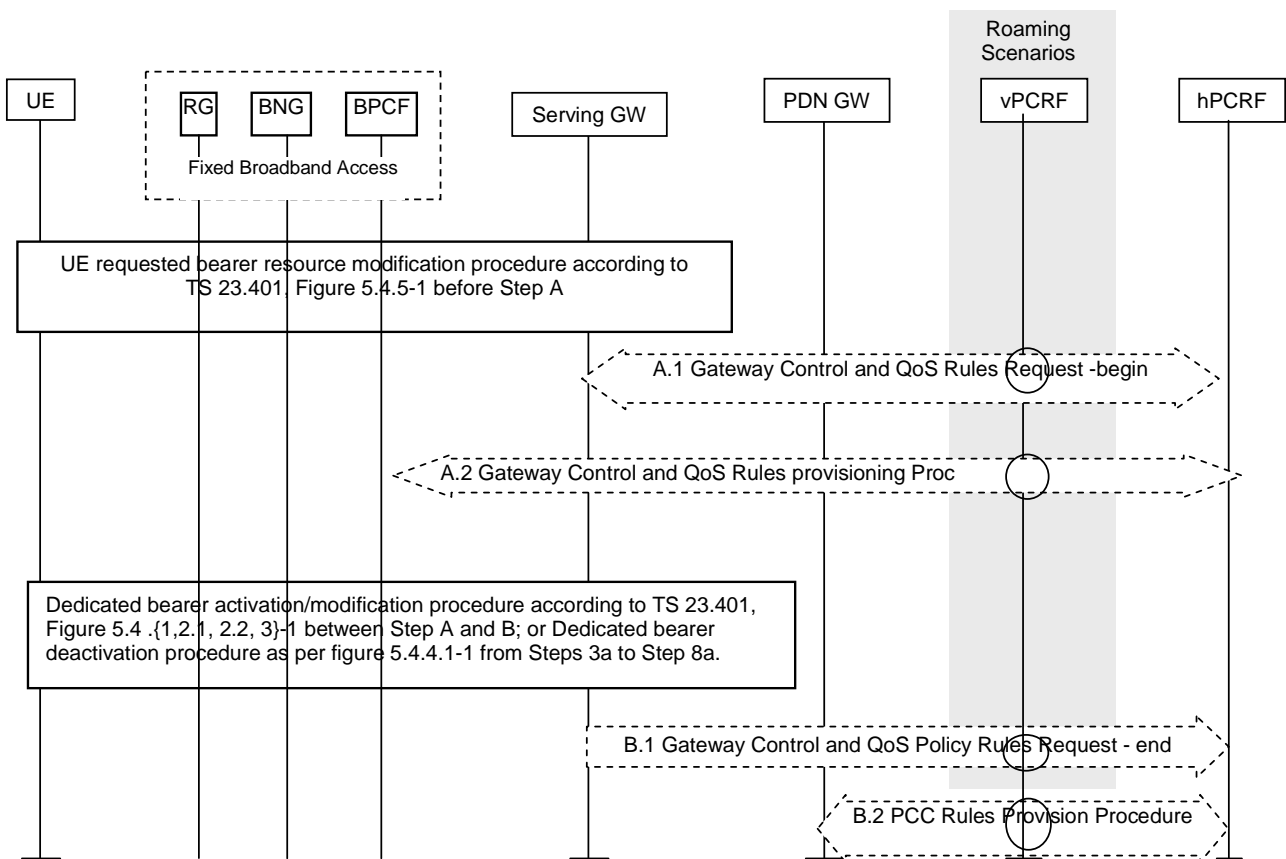 Roaming
Scenarios
UE
RG
BNG
BPCF
Serving GW
PDN GW
vPCRF
hPCRF
Fixed Broadband Access
UE requested bearer resource modification procedure according to
TS 23.401, Figure 5.4.5-1 before Step A
A.1 Gateway Control and QoS Rules Request -begin
A.2 Gateway Control and QoS Rules provisioning Proc
Dedicated bearer activation/modification procedure according to TS 23.401,
Figure 5.4 .{1,2.1, 2.2, 3}-1 between Step A and B; or Dedicated bearer
deactivation procedure as per figure 5.4.4.1-1 from Steps 3a to Step 8a.
B.1 Gateway Control and QoS Policy Rules Request - end
B.2 PCC Rules Provision Procedure